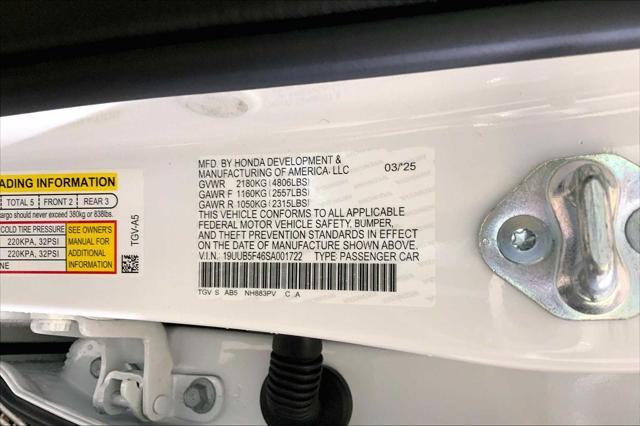 ADING INFORMATION
TOTAL 5 FRONT 2 REAR 3
argo should never exceed 380kg or 838lbs.
COLD TIRE PRESSURE
220KPA, 32PSI
220KPA, 32PSI
NE
SEE OWNER'S
MANUAL FOR
ADDITIONAL
INFORMATION
TGV-A5
MFD. BY HONDA DEVELOPMENT &
MANUFACTURING OF AMERICA, LLC 03/'25
GVWR 2180KG(4806LBS)
GAWR F 1160KG(2557LBS)
GAWR R 1050KG(2315LBS)
THIS VEHICLE CONFORMS TO ALL APPLICABLE
FEDERAL MOTOR VEHICLE SAFETY, BUMPER,
AND THEFT PREVENTION STANDARDS IN EFFECT
ON THE DATE OF MANUFACTURE SHOWN ABOVE.
V.I.N.: 19UUB5F46SA001722 TYPE PASSENGER CAR
TGV S AB5 NH883PV C A